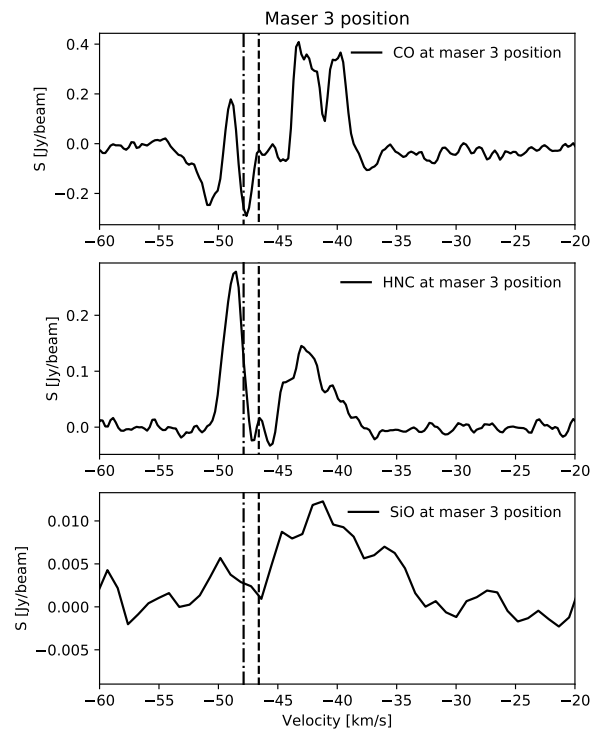 Maser 3 position
0.4
CO at maser 3 position
0.2
0.0
−0.2
S [Jy/beam]
−60 −55 −50 −45 −40 −35 −30 −25 −20
HNC at maser 3 position
0.2
0.1
0.0
S [Jy/beam]
−60 −55 −50 −45 −40 −35 −30 −25 −20
SiO at maser 3 position
0.010
0.005
0.000
−0.005
S [Jy/beam]
−60 −55 −50 −45 −40 −35 −30 −25 −20
Velocity [km/s]